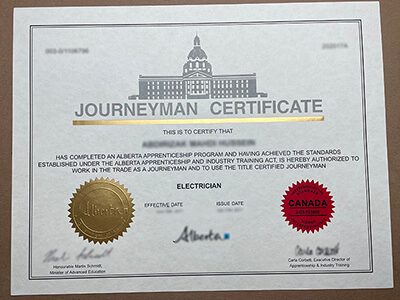 JOURNEYMAN CERTIFICATE
THIS IS TO CERTIFY THAT
HAS COMPLETED AN ALBERTA APPRENTICESHIP PROGRAM AND HAVING ACHIEVED THE STANDARDS
ESTABLISHED UNDER THE ALBERTA APPRENTICESHIP AND INDUSTRY TRAINING ACT, IS HEREBY AUTHORIZED TO
WORK IN THE TRADE AS A JOURNEYMAN AND TO USE THE TITLE CERTIFIED JOURNEYMAN
ELECTRICIAN
EFFECTIVE DATE ISSUE DATE
Alberta
CANADA
Alberta
Honourable Martin Schmidt,
Minister of Advanced Education
Carla Corbett, Executive Director of
Apprenticeship & Industry Training